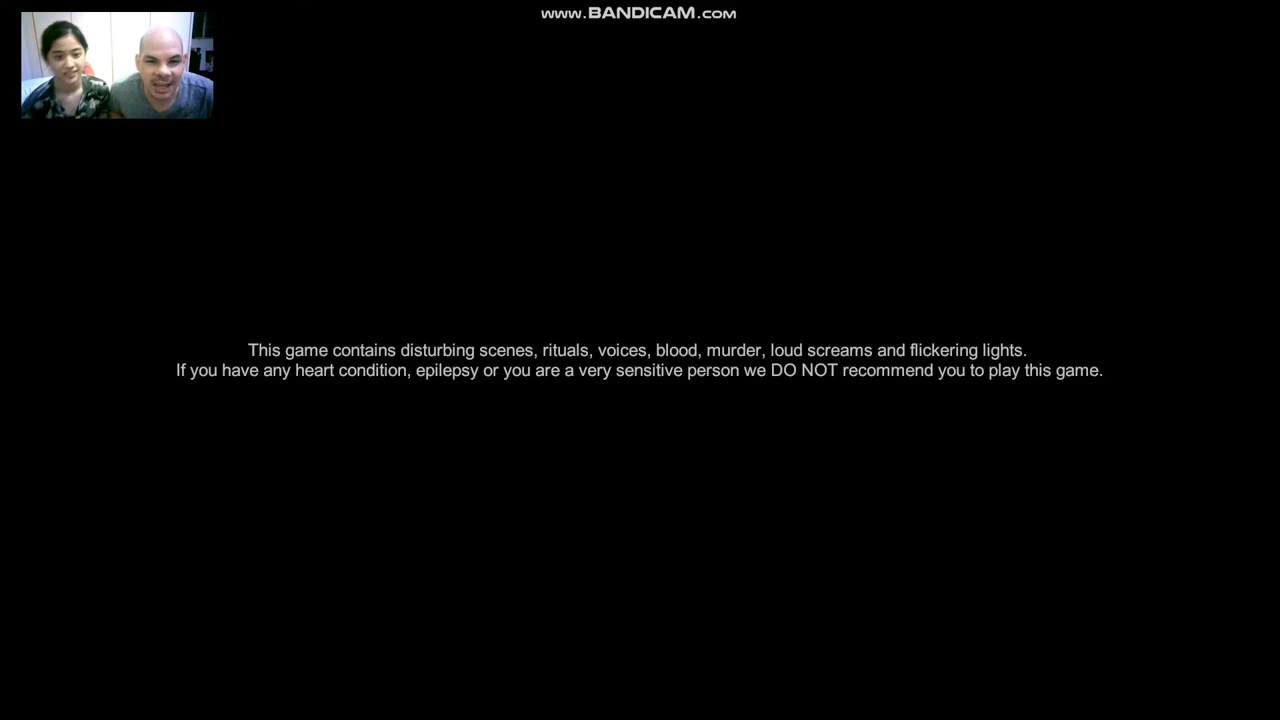 www.BANDICAM.com
This game contains disturbing scenes, rituals, voices, blood, murder, loud screams and flickering lights.
If you have any heart condition, epilepsy or you are a very sensitive person we DO NOT recommend you to play this game.